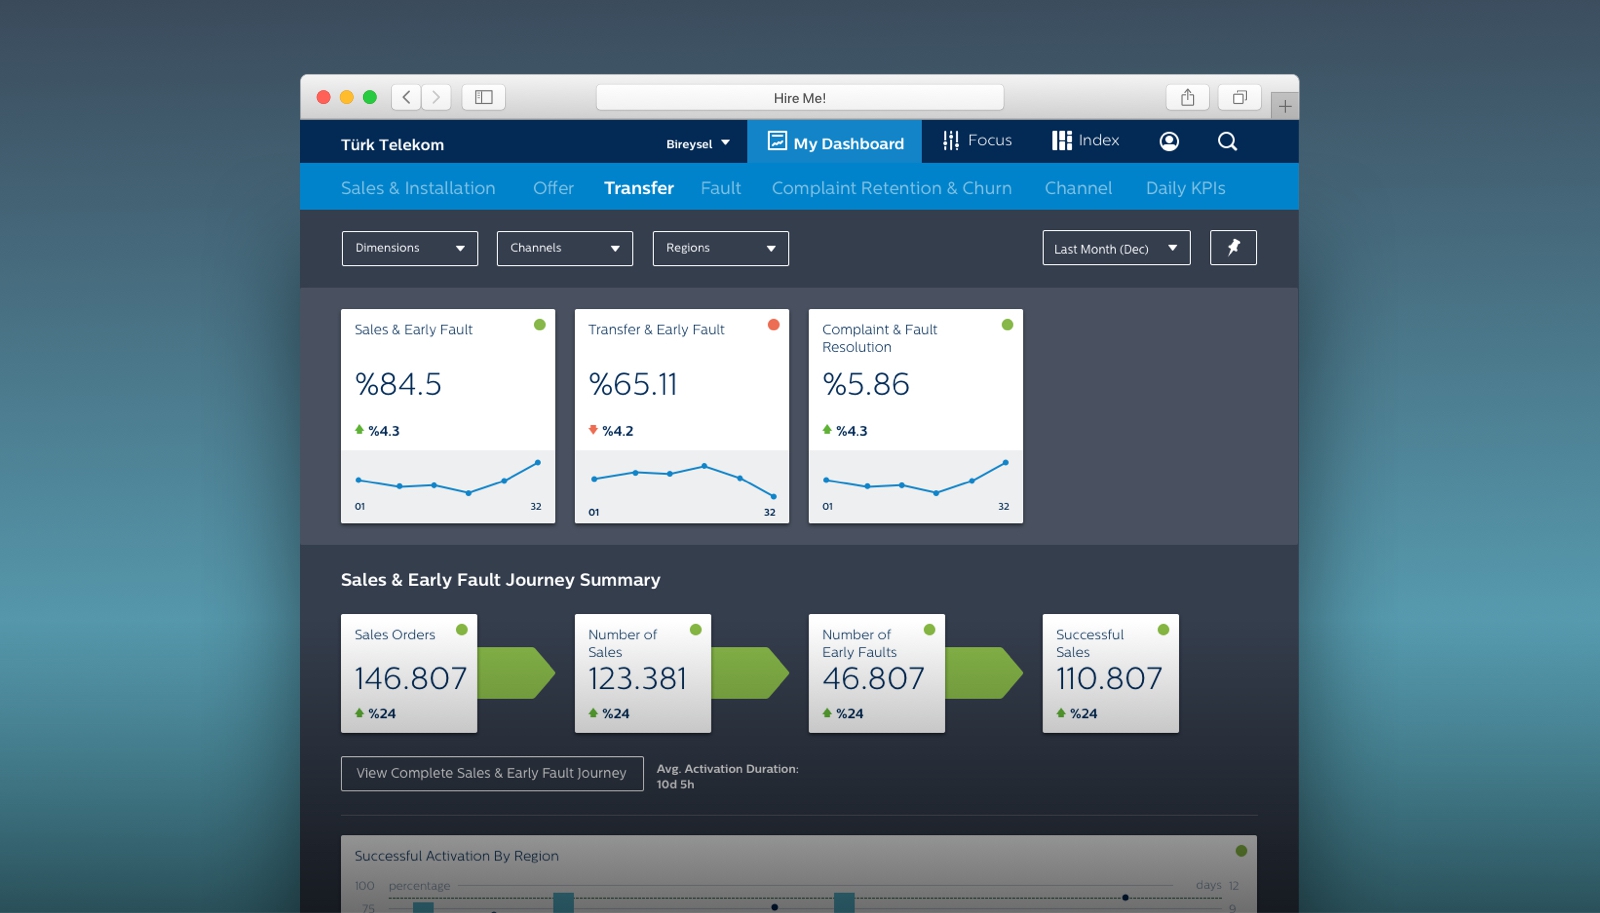 Hire Me!
Türk Telekom
Bireysel
My Dashboard
Focus
Index
Sales & Installation
Offer
Transfer
Fault
Complaint Retention & Churn
Channel
Daily KPIs
Dimensions
Channels
Regions
Last Month (Dec)
Sales & Early Fault
%84.5
%4.3
01
32
Transfer & Early Fault
%65.11
%4.2
01
32
Complaint & Fault
Resolution
%5.86
%4.3
01
32
Sales & Early Fault Journey Summary
Sales Orders
146.807
%24
Number of
Sales
123.381
%24
Number of
Early Faults
46.807
%24
Successful
Sales
110.807
%24
View Complete Sales & Early Fault Journey
Avg. Activation Duration:
10d 5h
Successful Activation By Region
100 percentage
days 12
75
9